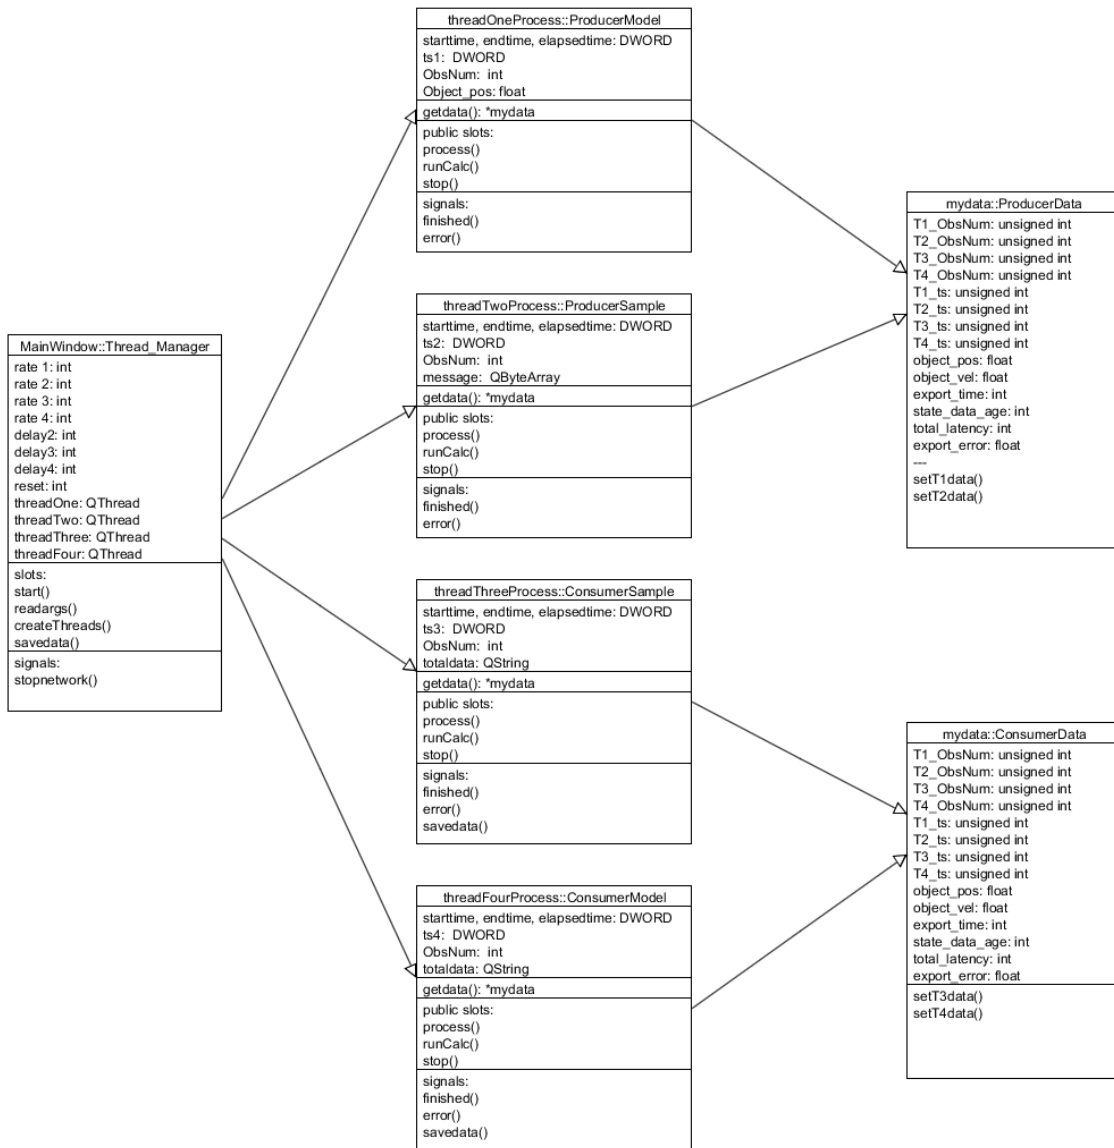 threadOneProcess::ProducerModel
starttime, endtime, elapsedtime: DWORD
ts1: DWORD
ObsNum: int
Object_pos: float
getdata(): *mydata
public slots:
process()
runCalc()
stop()
signals:
finished()
error()
threadTwoProcess::ProducerSample
starttime, endtime, elapsedtime: DWORD
ts2: DWORD
ObsNum: int
message: QByteArray
getdata(): *mydata
public slots:
process()
runCalc()
stop()
signals:
finished()
error()
MainWindow::Thread_Manager
rate 1: int
rate 2: int
rate 3: int
rate 4: int
delay2: int
delay3: int
delay4: int
reset: int
threadOne: QThread
threadTwo: QThread
threadThree: QThread
threadFour: QThread
slots:
start()
readargs()
createThreads()
savedata()
signals:
stopnetwork()
threadThreeProcess::ConsumerSample
starttime, endtime, elapsedtime: DWORD
ts3: DWORD
ObsNum: int
totaldata: QString
getdata(): *mydata
public slots:
process()
runCalc()
stop()
signals:
finished()
error()
savedata()
threadFourProcess::ConsumerModel
starttime, endtime, elapsedtime: DWORD
ts4: DWORD
ObsNum: int
totaldata: QString
getdata(): *mydata
public slots:
process()
runCalc()
stop()
signals:
finished()
error()
savedata()
mydata::ProducerData
T1_ObsNum: unsigned int
T2_ObsNum: unsigned int
T3_ObsNum: unsigned int
T4_ObsNum: unsigned int
T1_ts: unsigned int
T2_ts: unsigned int
T3_ts: unsigned int
T4_ts: unsigned int
object_pos: float
object_vel: float
export_time: int
state_data_age: int
total_latency: int
export_error: float
---
setT1data()
setT2data()
mydata::ConsumerData
T1_ObsNum: unsigned int
T2_ObsNum: unsigned int
T3_ObsNum: unsigned int
T4_ObsNum: unsigned int
T1_ts: unsigned int
T2_ts: unsigned int
T3_ts: unsigned int
T4_ts: unsigned int
object_pos: float
object_vel: float
export_time: int
state_data_age: int
total_latency: int
export_error: float
setT3data()
setT4data()